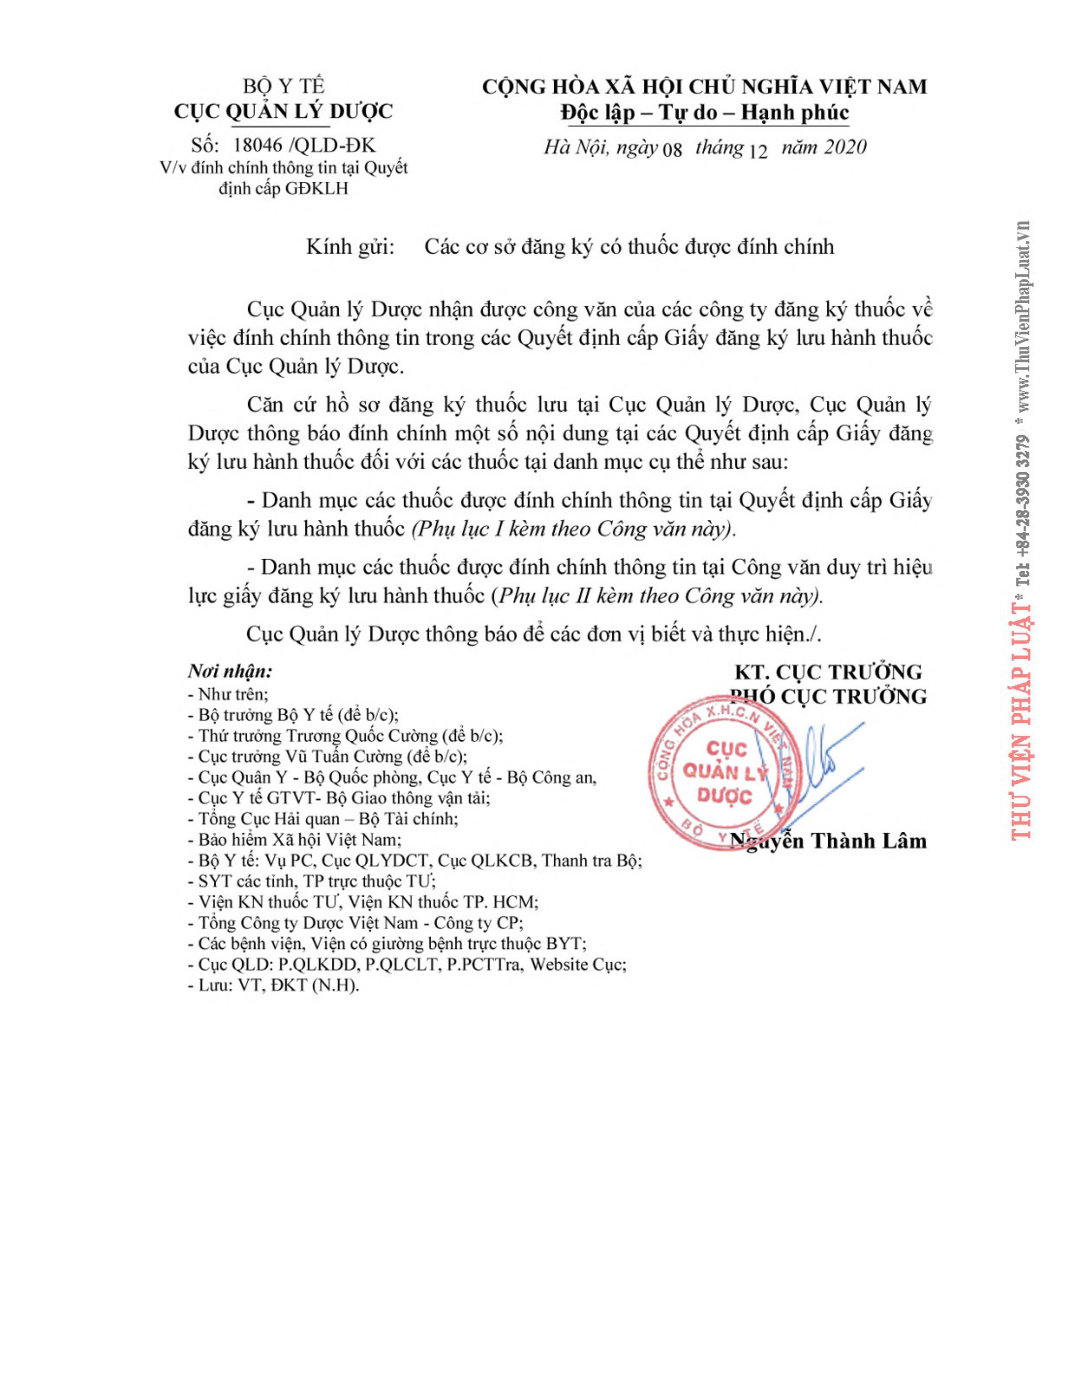 BỘ Y TẾ
CỤC QUẢN LÝ DƯỢC
Số: 18046 /QLD-ĐK
V/v đính chính thông tin tại Quyết
định cấp GĐKLH
CỘNG HÒA XÃ HỘI CHỦ NGHĨA VIỆT NAM
Độc lập – Tự do – Hạnh phúc
Hà Nội, ngày 08 tháng 12 năm 2020
Kính gửi: Các cơ sở đăng ký có thuốc được đính chính
Cục Quản lý Dược nhận được công văn của các công ty đăng ký thuốc về
việc đính chính thông tin trong các Quyết định cấp Giấy đăng ký lưu hành thuốc
của Cục Quản lý Dược.
Căn cứ hồ sơ đăng ký thuốc lưu tại Cục Quản lý Dược, Cục Quản lý
Dược thông báo đính chính một số nội dung tại các Quyết định cấp Giấy đăng
ký lưu hành thuốc đối với các thuốc tại danh mục cụ thể như sau:
- Danh mục các thuốc được đính chính thông tin tại Quyết định cấp Giấy
đăng ký lưu hành thuốc (Phụ lục I kèm theo Công văn này).
- Danh mục các thuốc được đính chính thông tin tại Công văn duy trì hiệu
lực giấy đăng ký lưu hành thuốc (Phụ lục II kèm theo Công văn này).
Cục Quản lý Dược thông báo để các đơn vị biết và thực hiện./.
Nơi nhận:
- Như trên;
- Bộ trưởng Bộ Y tế (để b/c);
- Thứ trưởng Trương Quốc Cường (để b/c);
- Cục trưởng Vũ Tuấn Cường (để b/c);
- Cục Quân Y - Bộ Quốc phòng, Cục Y tế - Bộ Công an,
- Cục Y tế GTVT- Bộ Giao thông vận tải;
- Tổng Cục Hải quan – Bộ Tài chính;
- Bảo hiểm Xã hội Việt Nam;
- Bộ Y tế: Vụ PC, Cục QLYDCT, Cục QLKCB, Thanh tra Bộ;
- SYT các tỉnh, TP trực thuộc TƯ;
- Viện KN thuốc TƯ, Viện KN thuốc TP. HCM;
- Tổng Công ty Dược Việt Nam - Công ty CP;
- Các bệnh viện, Viện có giường bệnh trực thuộc BYT;
- Cục QLD: P.QLKDD, P.QLCLT, P.PCTTra, Website Cục;
- Lưu: VT, ĐKT (N.H).
KT. CỤC TRƯỞNG
PHÓ CỤC TRƯỞNG
CỘNG HÒA X.H.C.N VIỆT NAM
CỤC
QUẢN LÝ
DƯỢC
BỘ Y TẾ
Nguyễn Thành Lâm
THƯ VIỆN PHÁP LUẬT * Tel: +84-28-3930 3279 * www.ThuVienPhapLuat.vn